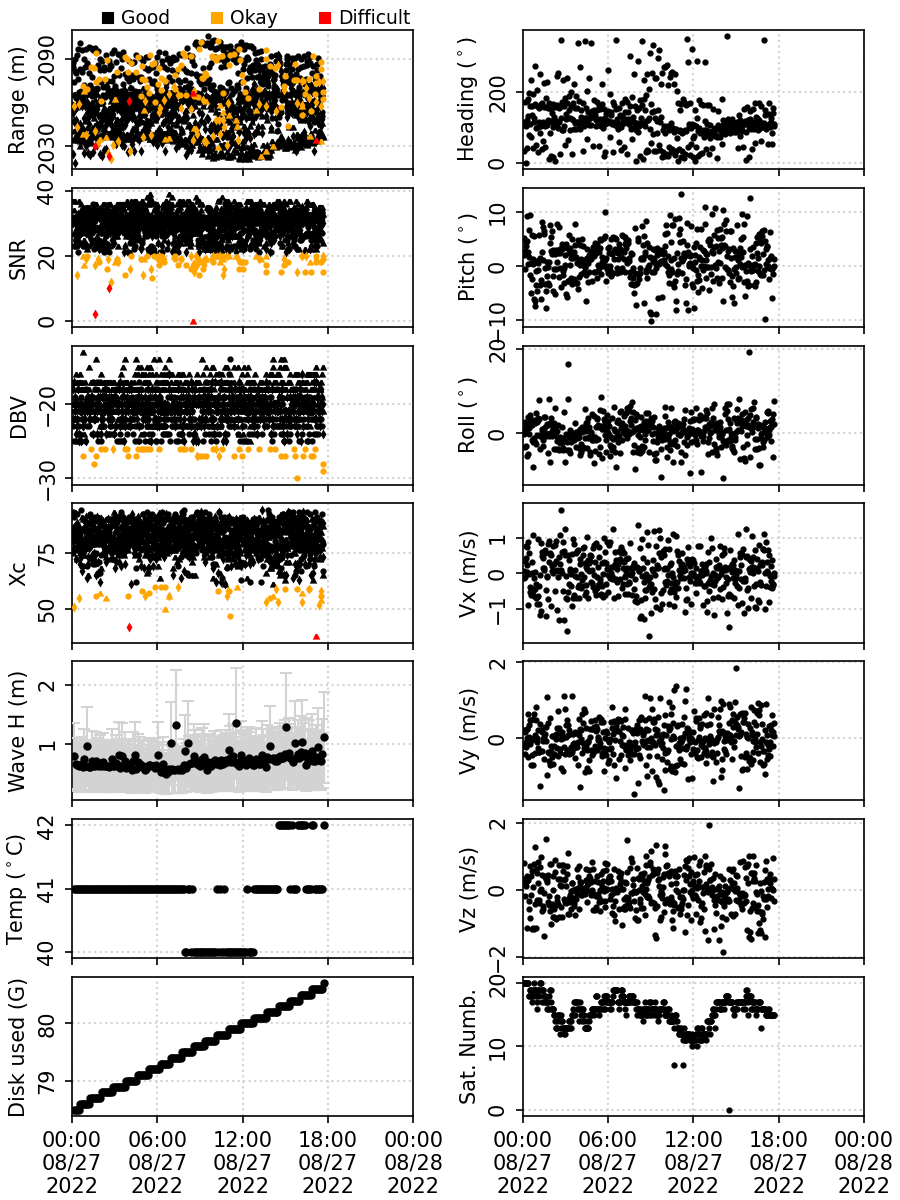 Good Okay Difficult
Range (m)
2090
2030
Heading (°)
200
0
SNR
40
20
0
Pitch (°)
10
0
−10
DBV
−20
−30
Roll (°)
20
0
Xc
75
50
Vx (m/s)
1
0
−1
Wave H (m)
2
1
Vy (m/s)
2
0
Temp (°C)
42
41
40
Vz (m/s)
2
0
−2
Disk used (G)
80
79
Sat. Numb.
20
10
0
00:00 06:00 12:00 18:00 00:00
08/27 08/27 08/27 08/27 08/28
2022 2022 2022 2022 2022
00:00 06:00 12:00 18:00 00:00
08/27 08/27 08/27 08/27 08/28
2022 2022 2022 2022 2022